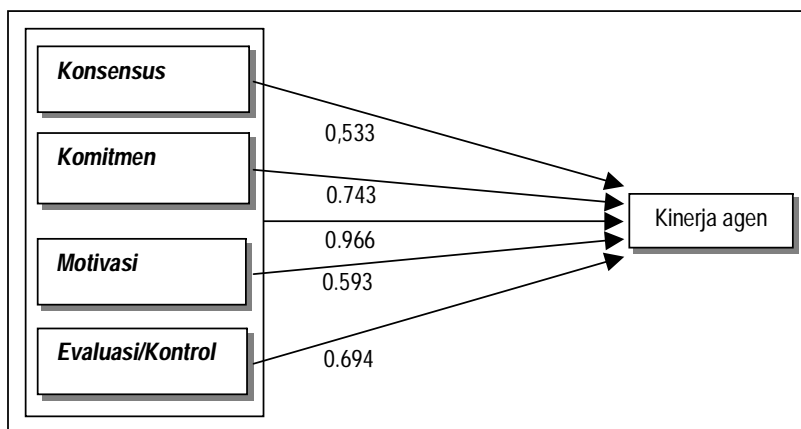 Konsensus
0,533
Komitmen
0.743
Kinerja agen
0.966
Motivasi
0.593
Evaluasi/Kontrol
0.694